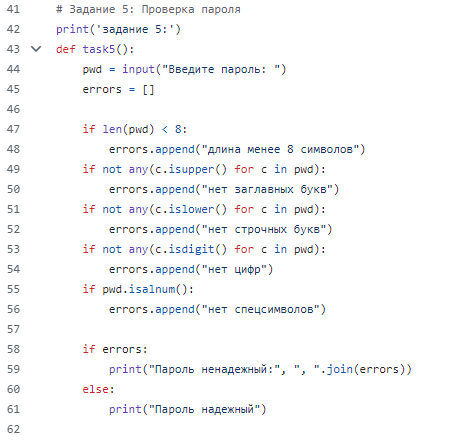 41 # Задание 5: Проверка пароля
42 print('задание 5:')
43 def task5():
44     pwd = input("Введите пароль: ")
45     errors = []
46
47     if len(pwd) < 8:
48         errors.append("длина менее 8 символов")
49     if not any(c.isupper() for c in pwd):
50         errors.append("нет заглавных букв")
51     if not any(c.islower() for c in pwd):
52         errors.append("нет строчных букв")
53     if not any(c.isdigit() for c in pwd):
54         errors.append("нет цифр")
55     if pwd.isalnum():
56         errors.append("нет спецсимволов")
57
58     if errors:
59         print("Пароль ненадежный:", ", ".join(errors))
60     else:
61         print("Пароль надежный")
62